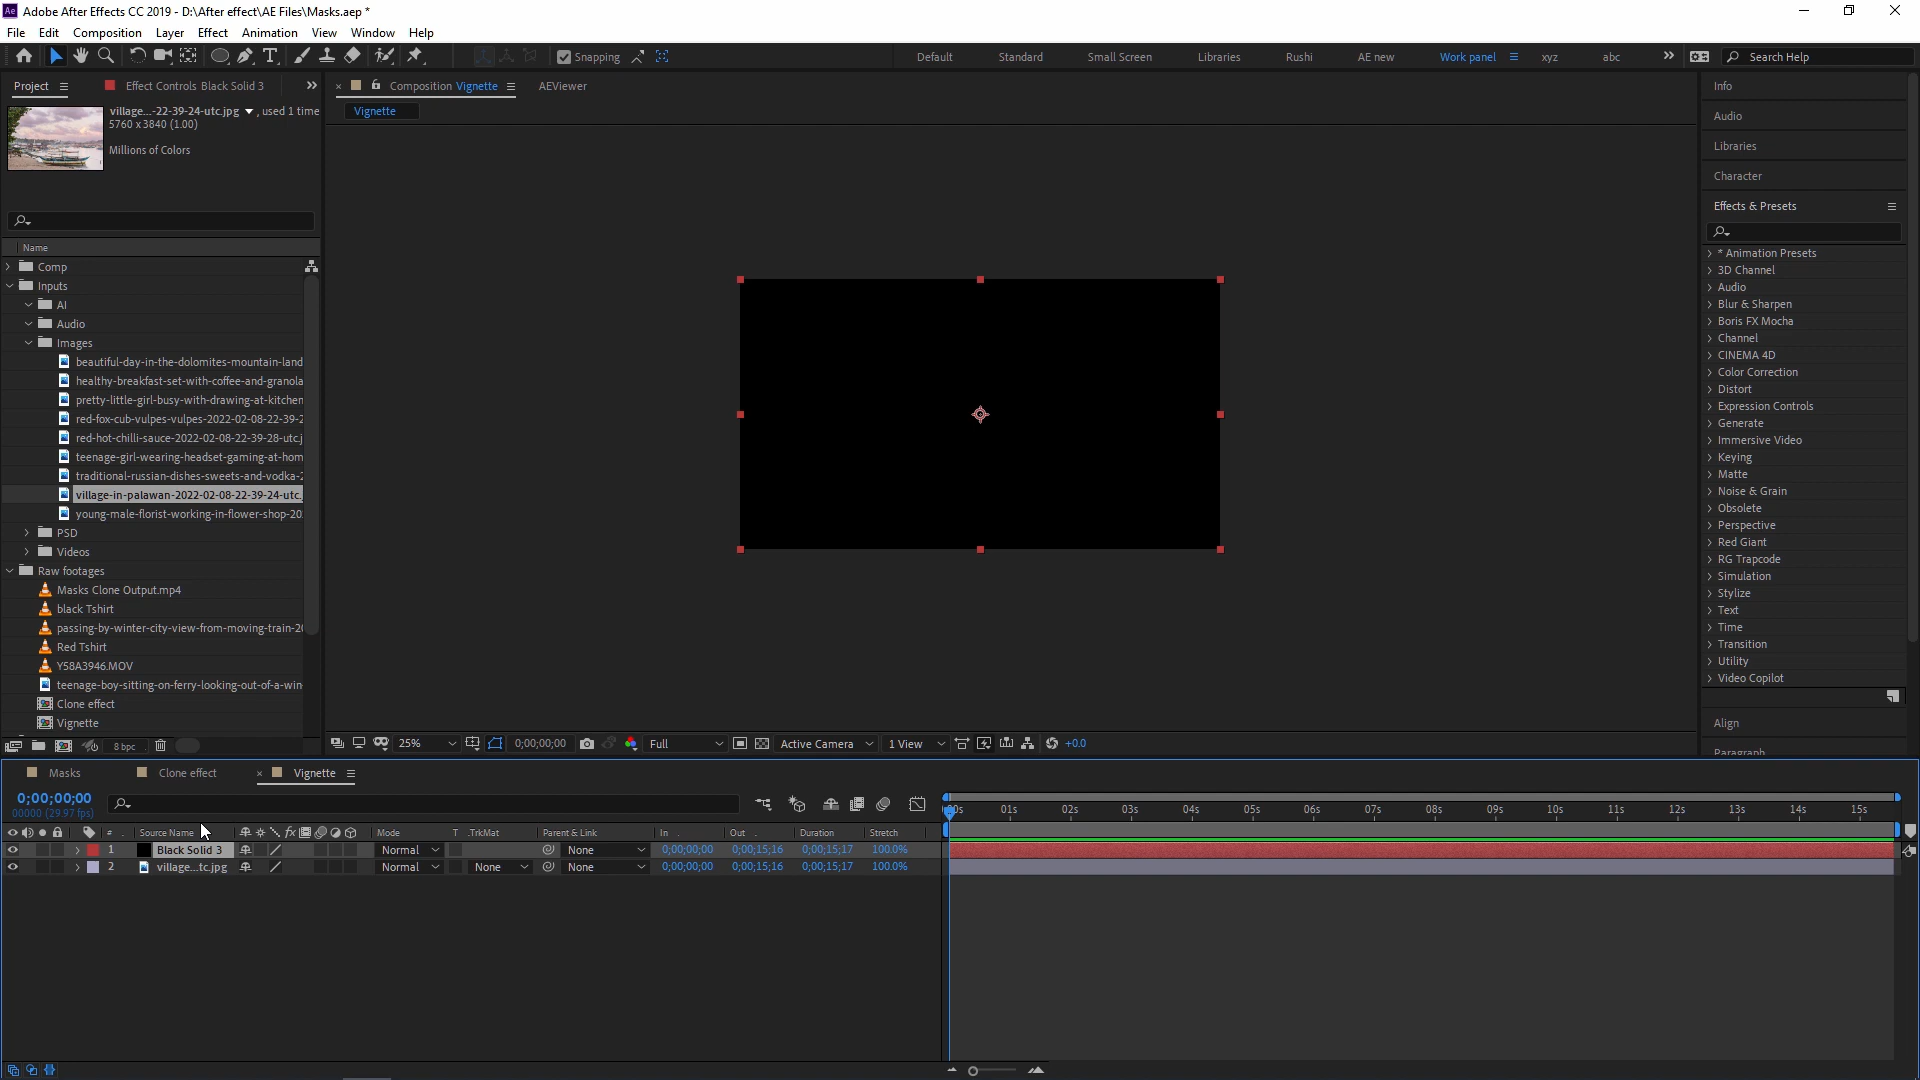 Ae Adobe After Effects CC 2019 - D:\After effect\AE Files\Masks.aep *
File Edit Composition Layer Effect Animation View Window Help
Snapping Default Standard Small Screen Libraries Rushi AE new Work panel xyz abc Search Help
Project Effect Controls Black Solid 3 Composition Vignette AEViewer Info
village...-22-39-24-utc.jpg , used 1 time
5760 x 3840 (1.00)
Millions of Colors
Vignette
Audio
Libraries
Character
Effects & Presets
* Animation Presets
3D Channel
Audio
Blur & Sharpen
Boris FX Mocha
Channel
CINEMA 4D
Color Correction
Distort
Expression Controls
Generate
Immersive Video
Keying
Matte
Noise & Grain
Obsolete
Perspective
Red Giant
RG Trapcode
Simulation
Stylize
Text
Time
Transition
Utility
Video Copilot
Align
Paragraph
Name
Comp
Inputs
AI
Audio
Images
beautiful-day-in-the-dolomites-mountain-land
healthy-breakfast-set-with-coffee-and-granola
pretty-little-girl-busy-with-drawing-at-kitchen
red-fox-cub-vulpes-vulpes-2022-02-08-22-39-2
red-hot-chilli-sauce-2022-02-08-22-39-28-utc.j
teenage-girl-wearing-headset-gaming-at-hom
traditional-russian-dishes-sweets-and-vodka-2
village-in-palawan-2022-02-08-22-39-24-utc.
young-male-florist-working-in-flower-shop-20
PSD
Videos
Raw footages
Masks Clone Output.mp4
black Tshirt
passing-by-winter-city-view-from-moving-train-20
Red Tshirt
Y58A3946.MOV
teenage-boy-sitting-on-ferry-looking-out-of-a-win
Clone effect
Vignette
8 bpc 25% 0;00;00;00 Full Active Camera 1 View +0.0
Masks Clone effect Vignette
0;00;00;00
00000 (29.97 fps)
:00s 01s 02s 03s 04s 05s 06s 07s 08s 09s 10s 11s 12s 13s 14s 15s
# Source Name Mode T .TrkMat Parent & Link In Out Duration Stretch
1 Black Solid 3 Normal None 0;00;00;00 0;00;15;16 0;00;15;17 100.0%
2 village...tc.jpg Normal None None 0;00;00;00 0;00;15;16 0;00;15;17 100.0%